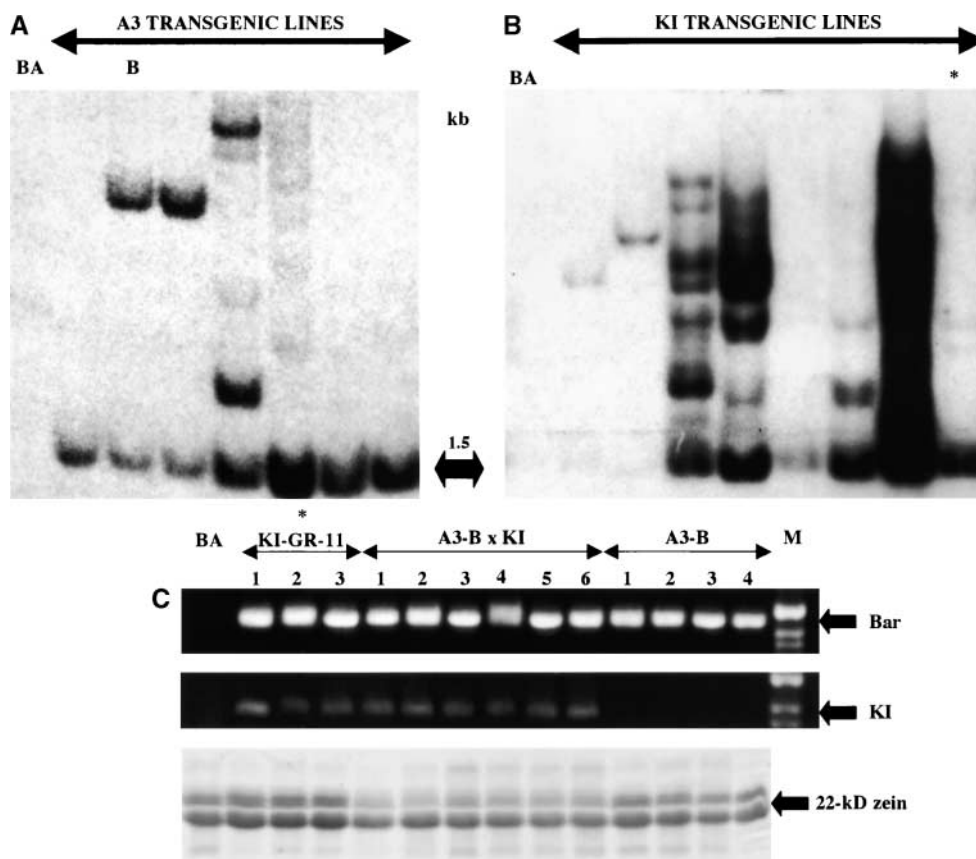 A
A3 TRANSGENIC LINES
BA B
B
KI TRANSGENIC LINES
BA *
kb
1.5
*
C
BA KI-GR-11 A3-B x KI A3-B M
1 2 3 1 2 3 4 5 6 1 2 3 4
Bar
KI
22-kD zein